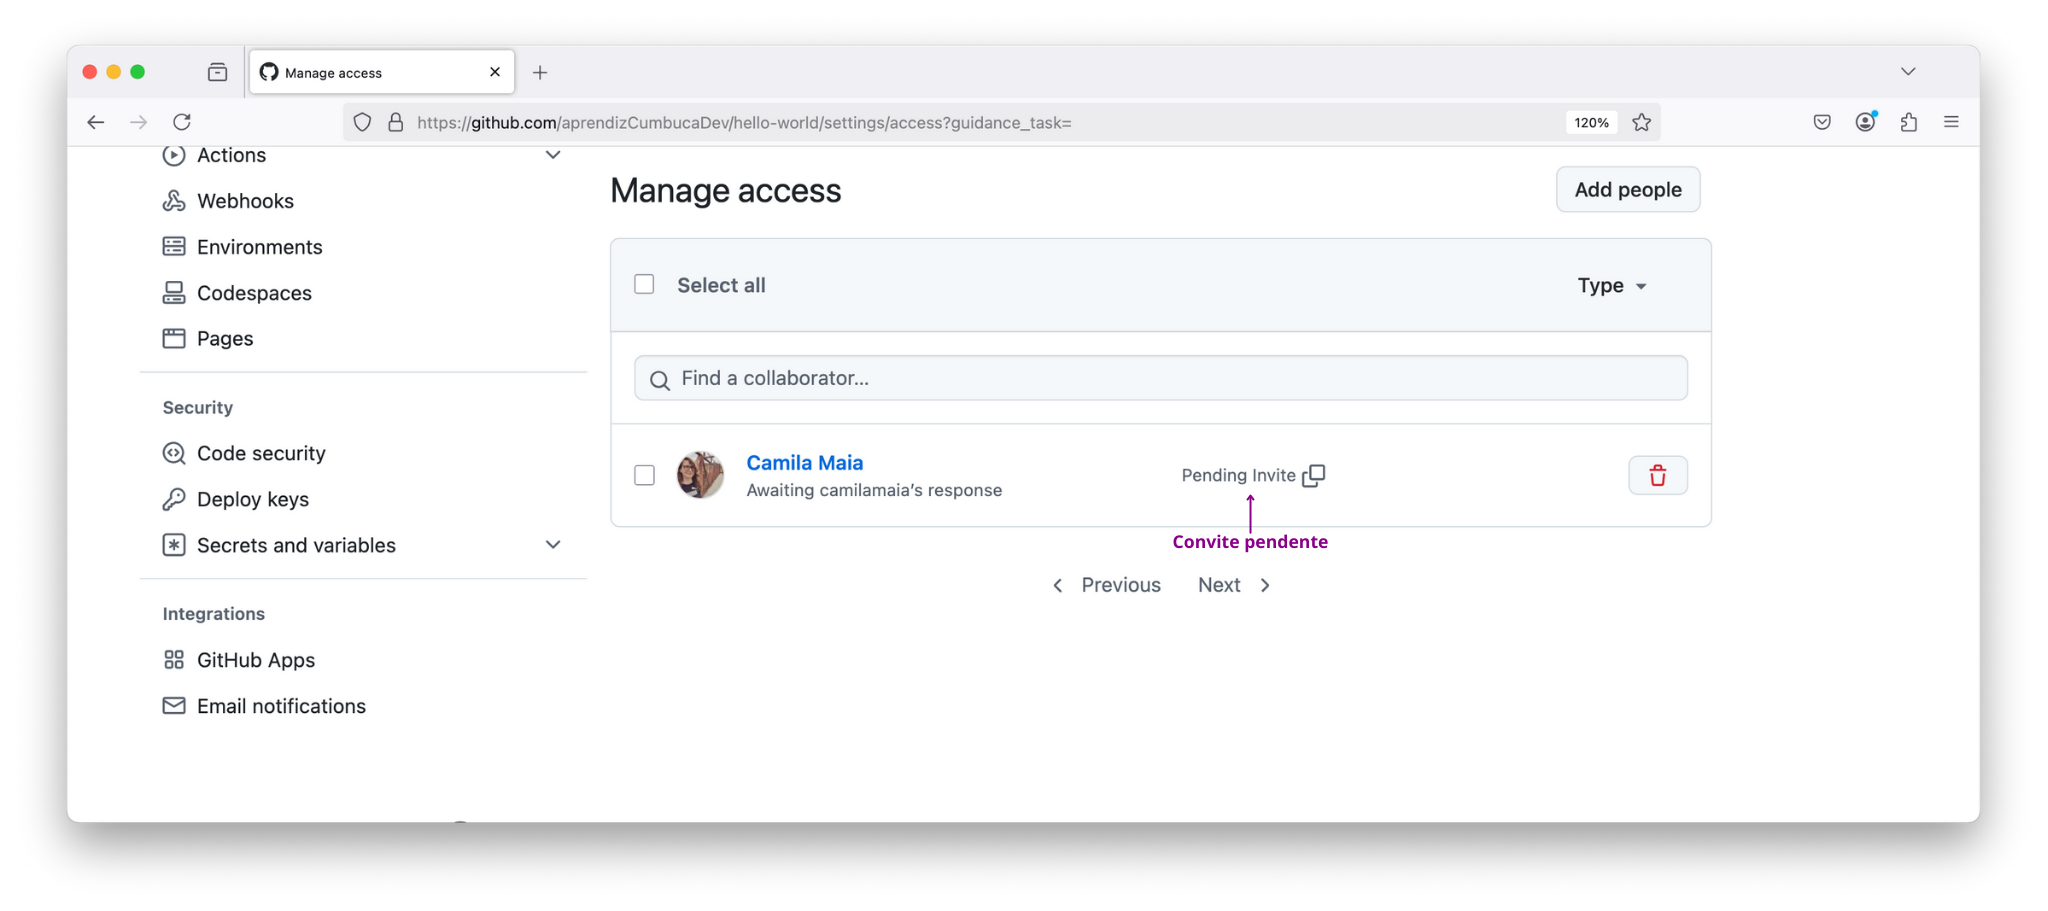 Manage access
https://github.com/aprendizCumbucaDev/hello-world/settings/access?guidance_task=
120%
Actions
Webhooks
Environments
Codespaces
Pages
Security
Code security
Deploy keys
Secrets and variables
Integrations
GitHub Apps
Email notifications
Manage access
Add people
Select all
Type
Find a collaborator...
Camila Maia
Awaiting camilamaia's response
Pending Invite
Convite pendente
Previous
Next